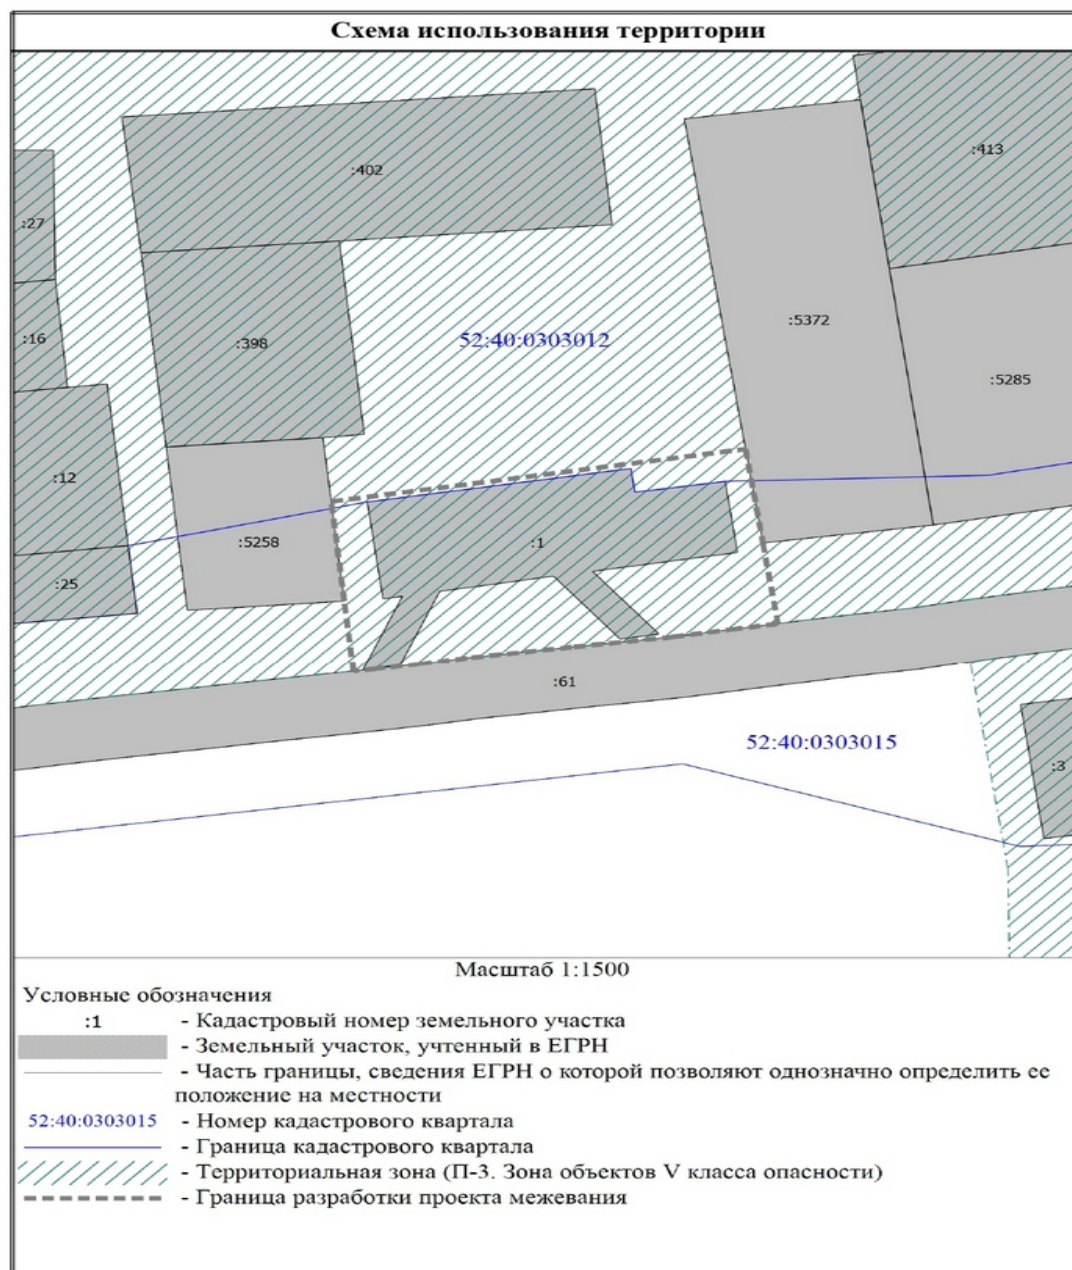 Схема использования территории
:413
:402
:27
:5372
:16
:398
52:40:0303012
:5285
:12
:5258
:1
:25
:61
52:40:0303015
:3
Масштаб 1:1500
Условные обозначения
:1 - Кадастровый номер земельного участка
- Земельный участок, учтенный в ЕГРН
- Часть границы, сведения ЕГРН о которой позволяют однозначно определить ее
положение на местности
52:40:0303015 - Номер кадастрового квартала
- Граница кадастрового квартала
- Территориальная зона (П-3. Зона объектов V класса опасности)
- Граница разработки проекта межевания